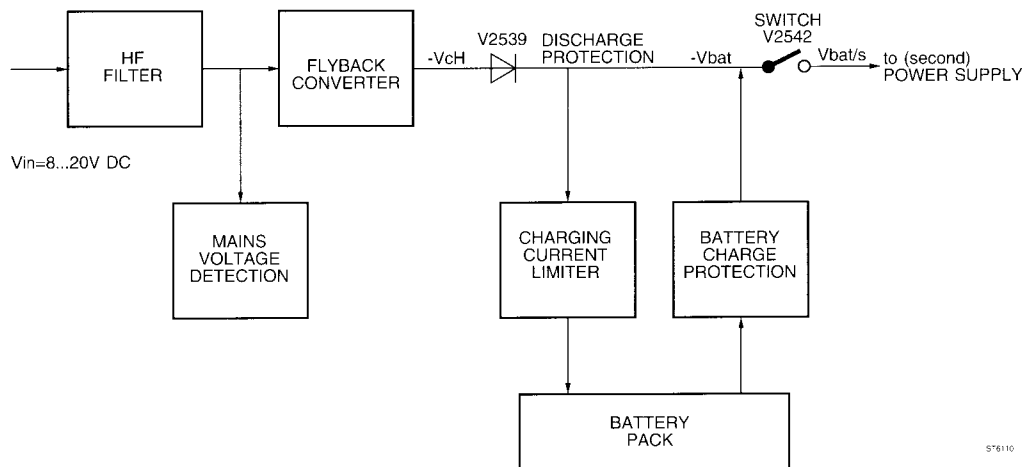 HF
FILTER
FLYBACK
CONVERTER
-VcH
V2539
DISCHARGE
PROTECTION
-Vbat
SWITCH
V2542
Vbat/s
to (second)
POWER SUPPLY
Vin=8...20V DC
MAINS
VOLTAGE
DETECTION
CHARGING
CURRENT
LIMITER
BATTERY
CHARGE
PROTECTION
BATTERY
PACK
ST6110